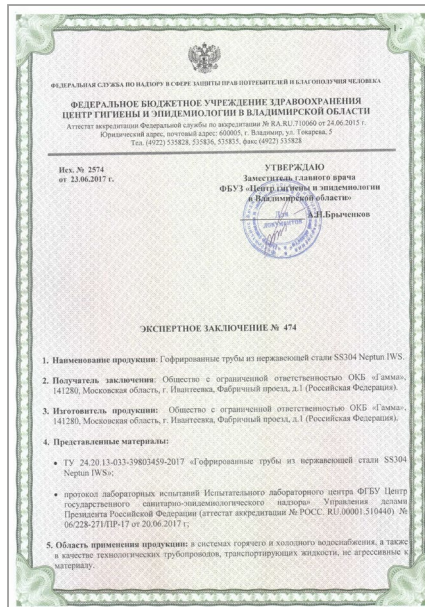 ФЕДЕРАЛЬНАЯ СЛУЖБА ПО НАДЗОРУ В СФЕРЕ ЗАЩИТЫ ПРАВ ПОТРЕБИТЕЛЕЙ И БЛАГОПОЛУЧИЯ ЧЕЛОВЕКА
ФЕДЕРАЛЬНОЕ БЮДЖЕТНОЕ УЧРЕЖДЕНИЕ ЗДРАВООХРАНЕНИЯ
ЦЕНТР ГИГИЕНЫ И ЭПИДЕМИОЛОГИИ В ВЛАДИМИРСКОЙ ОБЛАСТИ
Аттестат аккредитации Федеральной службы по аккредитации № RA.RU.710060 от 24.06.2015 г.
Юридический адрес, почтовый адрес: 600005, г. Владимир, ул. Токарева, 5
Тел. (4922) 535828, 535836, 535835, факс (4922) 535828
Исх. № 2574
от 23.06.2017 г.
УТВЕРЖДАЮ
Заместитель главного врача
ФБУЗ «Центр гигиены и эпидемиологии
в Владимирской области»
А.Н.Брыченков
Для
документов
ЭКСПЕРТНОЕ ЗАКЛЮЧЕНИЕ № 474
1. Наименование продукции: Гофрированные трубы из нержавеющей стали SS304 Neptun IWS.
2. Получатель заключения: Общество с ограниченной ответственностью ОКБ «Гамма»,
141280, Московская область, г. Ивантеевка, Фабричный проезд, д.1 (Российская Федерация).
3. Изготовитель продукции: Общество с ограниченной ответственностью ОКБ «Гамма»,
141280, Московская область, г. Ивантеевка, Фабричный проезд, д.1 (Российская Федерация).
4. Представленные материалы:
• ТУ 24.20.13-033-39803459-2017 «Гофрированные трубы из нержавеющей стали SS304
Neptun IWS»;
• протокол лабораторных испытаний Испытательного лабораторного центра ФГБУ Центр
государственного санитарно-эпидемиологического надзора» Управления делами
Президента Российской Федерации (аттестат аккредитации № РОСС. RU.00001.510440) №
06/228-271/ПР-17 от 20.06.2017 г;
5. Область применения продукции: в системах горячего и холодного водоснабжения, а также
в качестве технологических трубопроводов, транспортирующих жидкости, не агрессивные к
материалу.